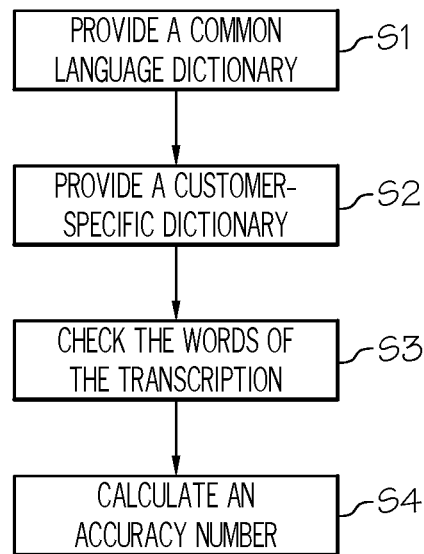 PROVIDE A COMMON
LANGUAGE DICTIONARY
S1
PROVIDE A CUSTOMER-
SPECIFIC DICTIONARY
S2
CHECK THE WORDS OF
THE TRANSCRIPTION
S3
CALCULATE AN
ACCURACY NUMBER
S4